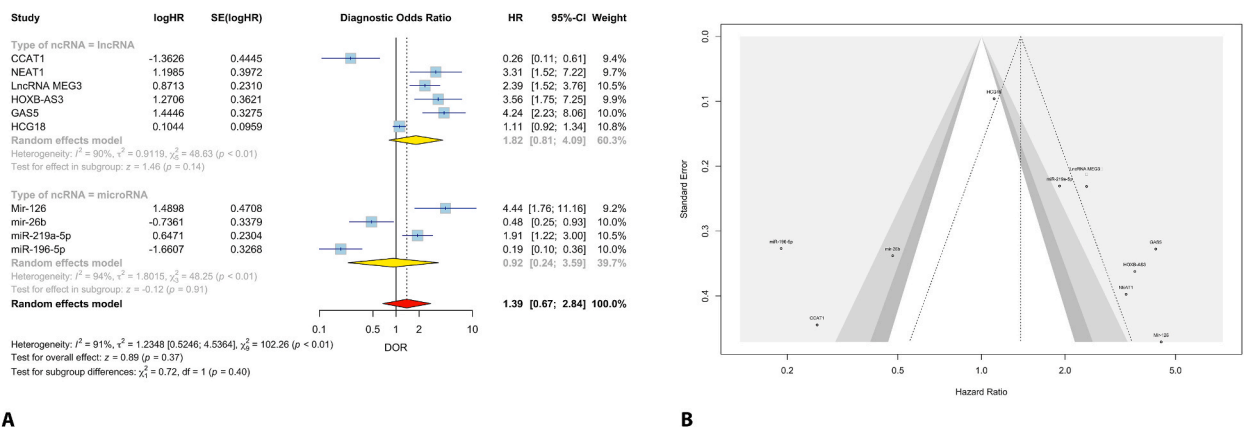 Study logHR SE(logHR) Diagnostic Odds Ratio HR 95%-CI Weight
Type of ncRNA = lncRNA
CCAT1 -1.3626 0.4445 0.26 [0.11; 0.61] 9.4%
NEAT1 1.1985 0.3972 3.31 [1.52; 7.22] 9.7%
LncRNA MEG3 0.8713 0.2310 2.39 [1.52; 3.76] 10.5%
HOXB-AS3 1.2706 0.3621 3.56 [1.75; 7.25] 9.9%
GAS5 1.4446 0.3275 4.24 [2.23; 8.06] 10.0%
HCG18 0.1044 0.0959 1.11 [0.92; 1.34] 10.8%
Random effects model 1.82 [0.81; 4.09] 60.3%
Heterogeneity: I² = 90%, τ² = 0.9119, χ²₅ = 48.63 (p < 0.01)
Test for effect in subgroup: z = 1.46 (p = 0.14)
Type of ncRNA = microRNA
Mir-126 1.4898 0.4708 4.44 [1.76; 11.16] 9.2%
mir-26b -0.7361 0.3379 0.48 [0.25; 0.93] 10.0%
miR-219a-5p 0.6471 0.2304 1.91 [1.22; 3.00] 10.5%
miR-196-5p -1.6607 0.3268 0.19 [0.10; 0.36] 10.0%
Random effects model 0.92 [0.24; 3.59] 39.7%
Heterogeneity: I² = 94%, τ² = 1.8015, χ²₃ = 48.25 (p < 0.01)
Test for effect in subgroup: z = -0.12 (p = 0.91)
Random effects model 1.39 [0.67; 2.84] 100.0%
0.1 0.5 1 2 10
DOR
Heterogeneity: I² = 91%, τ² = 1.2348 [0.5246; 4.5364], χ²₉ = 102.26 (p < 0.01)
Test for overall effect: z = 0.89 (p = 0.37)
Test for subgroup differences: χ²₁ = 0.72, df = 1 (p = 0.40)
A
Standard Error
0.0
0.1
0.2
0.3
0.4
HCG18
LncRNA MEG3
miR-219a-5p
miR-196-5p
mir-26b
GAS5
HOXB-AS3
NEAT1
CCAT1
Mir-126
0.2 0.5 1.0 2.0 5.0
Hazard Ratio
B